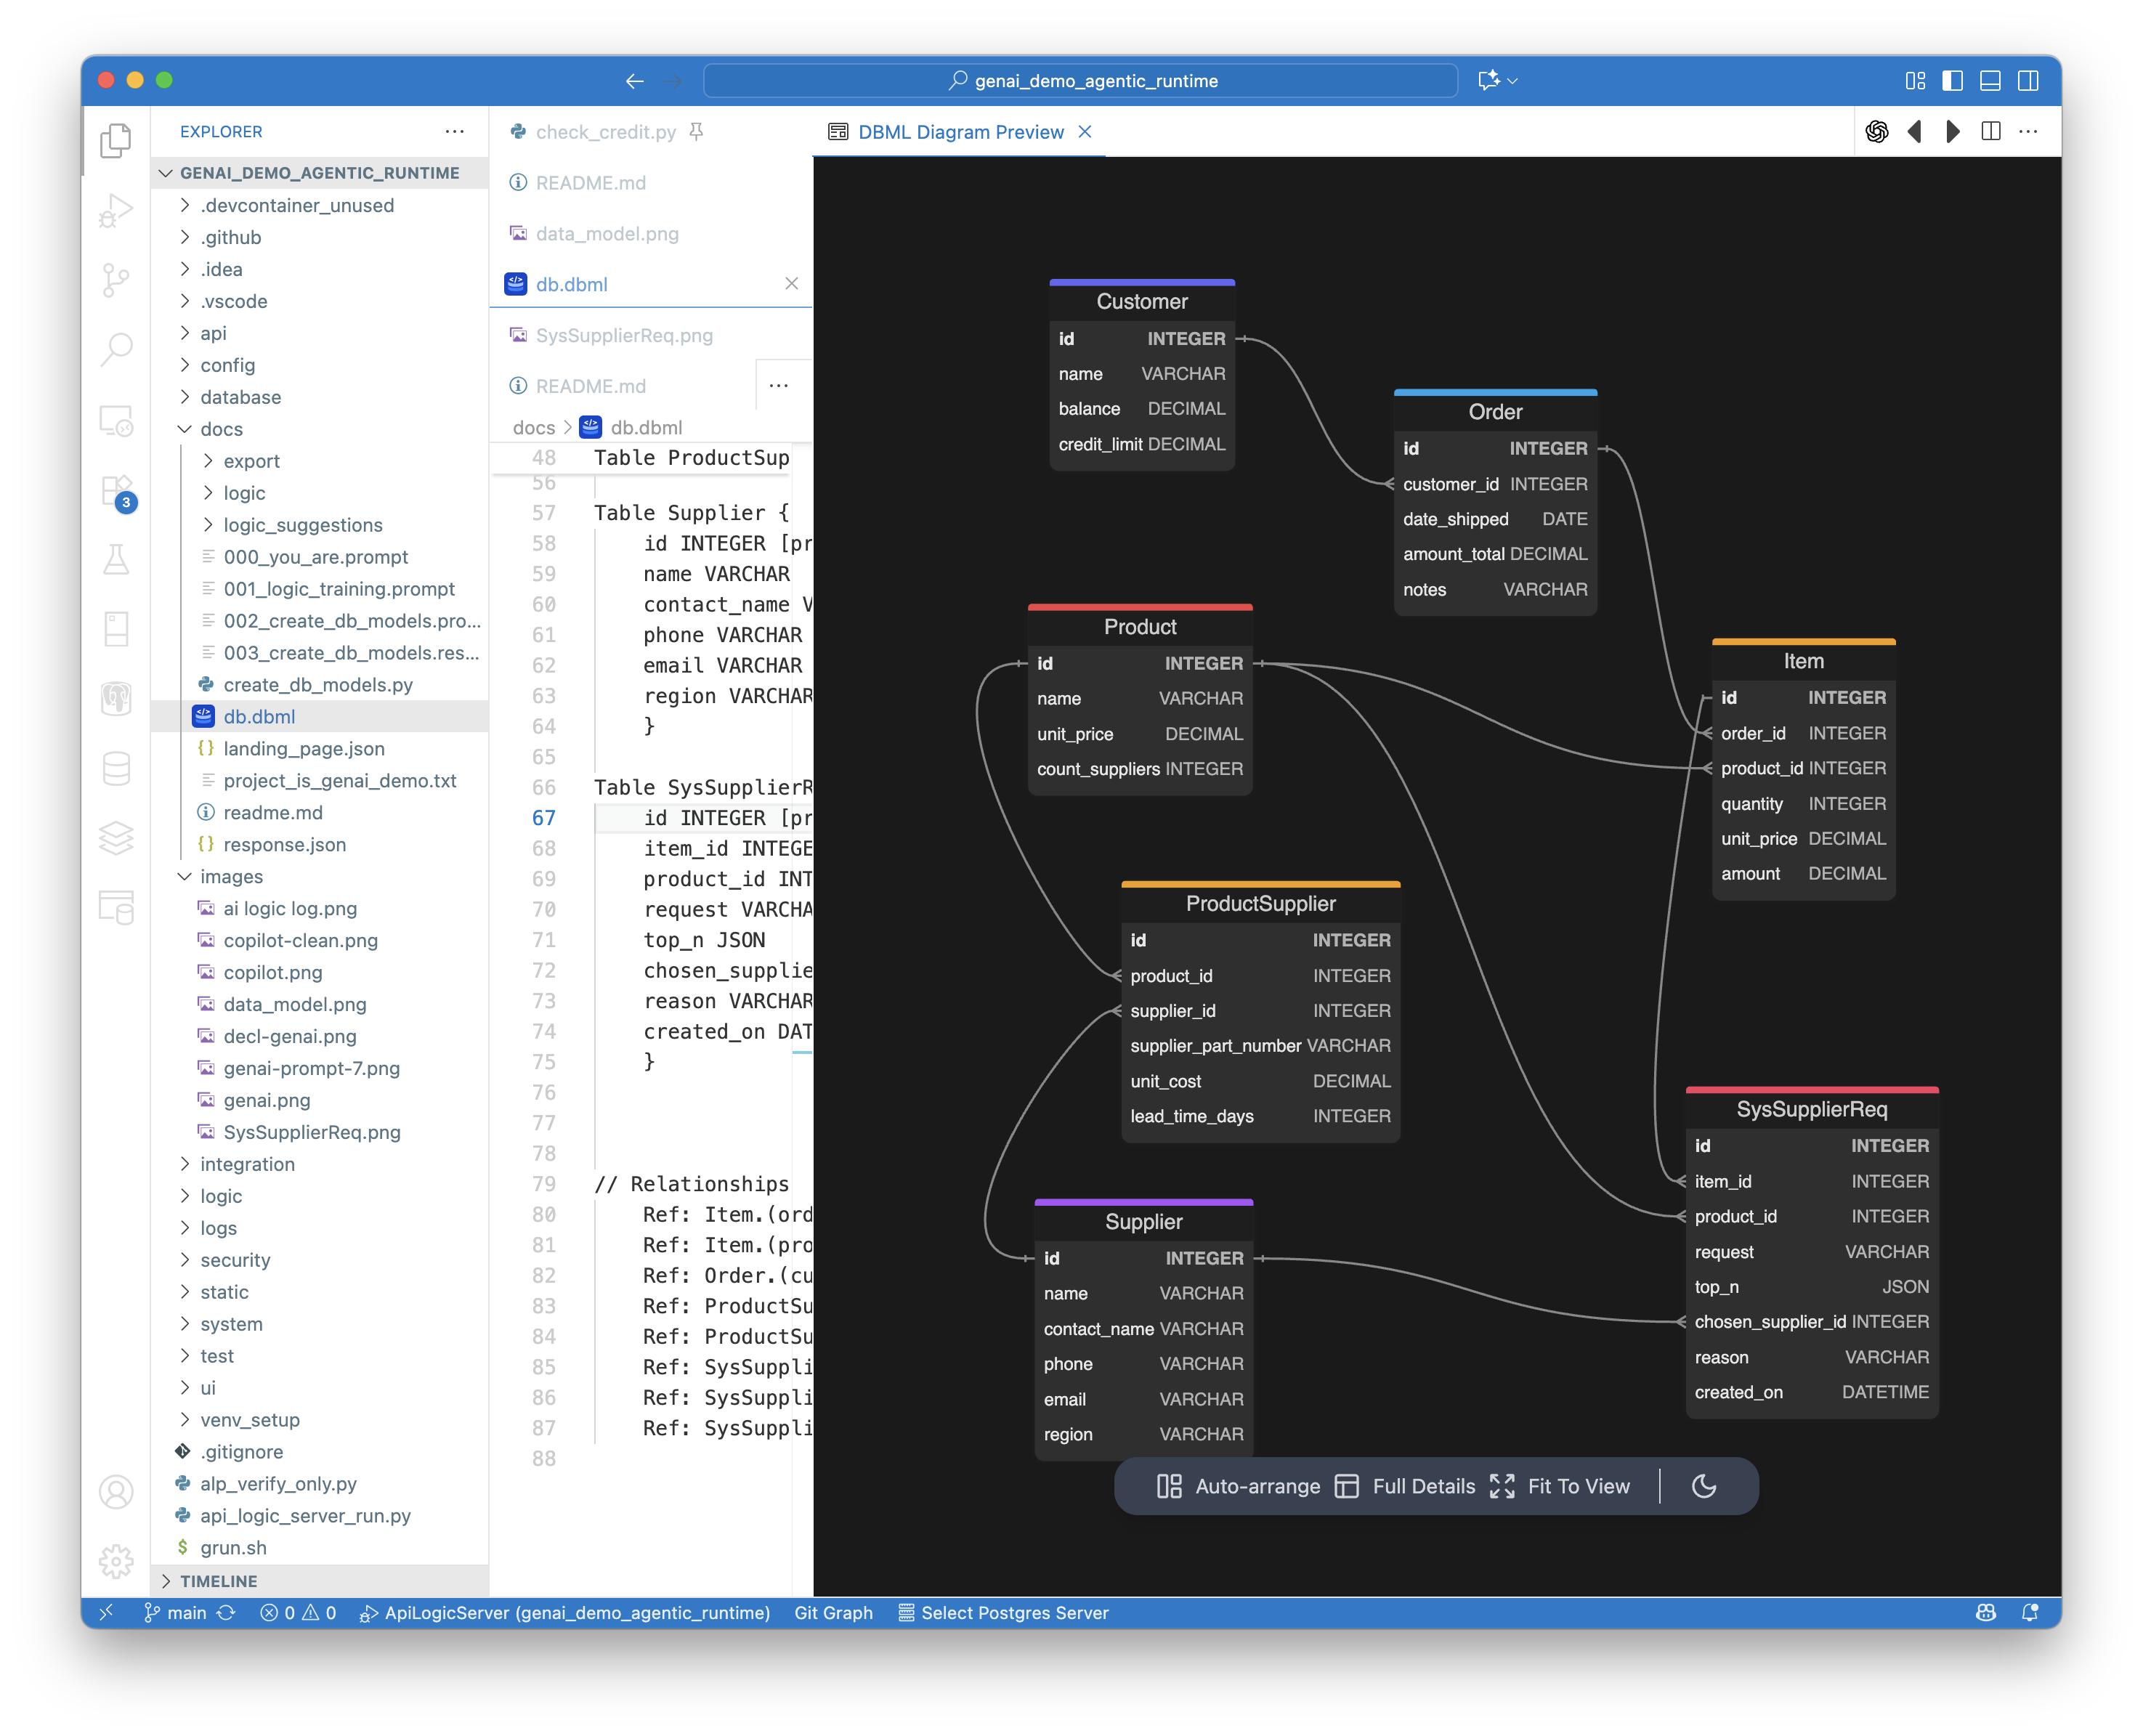 genai_demo_agentic_runtime
EXPLORER
GENAI_DEMO_AGENTIC_RUNTIME
.devcontainer_unused
.github
.idea
.vscode
api
config
database
docs
export
logic
logic_suggestions
000_you_are.prompt
001_logic_training.prompt
002_create_db_models.pro...
003_create_db_models.res...
create_db_models.py
db.dbml
landing_page.json
project_is_genai_demo.txt
readme.md
response.json
images
ai logic log.png
copilot-clean.png
copilot.png
data_model.png
decl-genai.png
genai-prompt-7.png
genai.png
SysSupplierReq.png
integration
logic
logs
security
static
system
test
ui
venv_setup
.gitignore
alp_verify_only.py
api_logic_server_run.py
grun.sh
TIMELINE
3
check_credit.py
README.md
data_model.png
db.dbml
SysSupplierReq.png
README.md
docs > db.dbml
48 Table ProductSup
56
57 Table Supplier {
58 id INTEGER [pr
59 name VARCHAR
60 contact_name V
61 phone VARCHAR
62 email VARCHAR
63 region VARCHAR
64 }
65
66 Table SysSupplierR
67 id INTEGER [pr
68 item_id INTEGE
69 product_id INT
70 request VARCHA
71 top_n JSON
72 chosen_supplie
73 reason VARCHAR
74 created_on DAT
75 }
76
77
78
79 // Relationships
80 Ref: Item.(ord
81 Ref: Item.(pro
82 Ref: Order.(cu
83 Ref: ProductSu
84 Ref: ProductSu
85 Ref: SysSuppli
86 Ref: SysSuppli
87 Ref: SysSuppli
88
DBML Diagram Preview
Customer
id INTEGER
name VARCHAR
balance DECIMAL
credit_limit DECIMAL
Order
id INTEGER
customer_id INTEGER
date_shipped DATE
amount_total DECIMAL
notes VARCHAR
Product
id INTEGER
name VARCHAR
unit_price DECIMAL
count_suppliers INTEGER
Item
id INTEGER
order_id INTEGER
product_id INTEGER
quantity INTEGER
unit_price DECIMAL
amount DECIMAL
ProductSupplier
id INTEGER
product_id INTEGER
supplier_id INTEGER
supplier_part_number VARCHAR
unit_cost DECIMAL
lead_time_days INTEGER
SysSupplierReq
id INTEGER
item_id INTEGER
product_id INTEGER
request VARCHAR
top_n JSON
chosen_supplier_id INTEGER
reason VARCHAR
created_on DATETIME
Supplier
id INTEGER
name VARCHAR
contact_name VARCHAR
phone VARCHAR
email VARCHAR
region VARCHAR
Auto-arrange Full Details Fit To View
main 0 0 ApiLogicServer (genai_demo_agentic_runtime) Git Graph Select Postgres Server